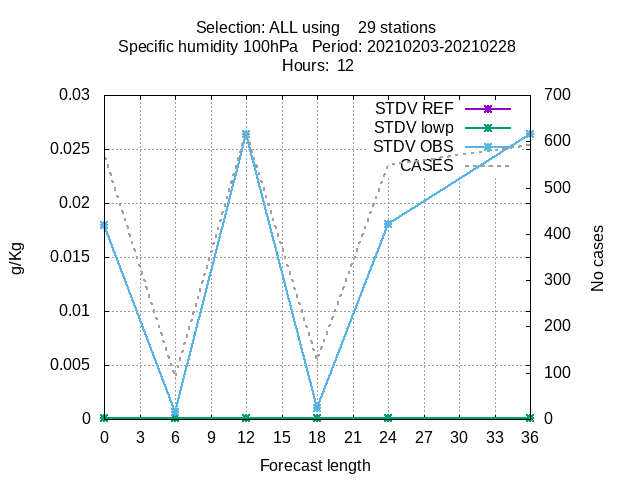 Selection: ALL using    29 stations
Specific humidity 100hPa   Period: 20210203-20210228
Hours:  12
0.03
0.025
0.02
0.015
0.01
0.005
0
g/Kg
STDV REF
STDV lowp
STDV OBS
CASES
700
600
500
400
300
200
100
0
No cases
0 3 6 9 12 15 18 21 24 27 30 33 36
Forecast length